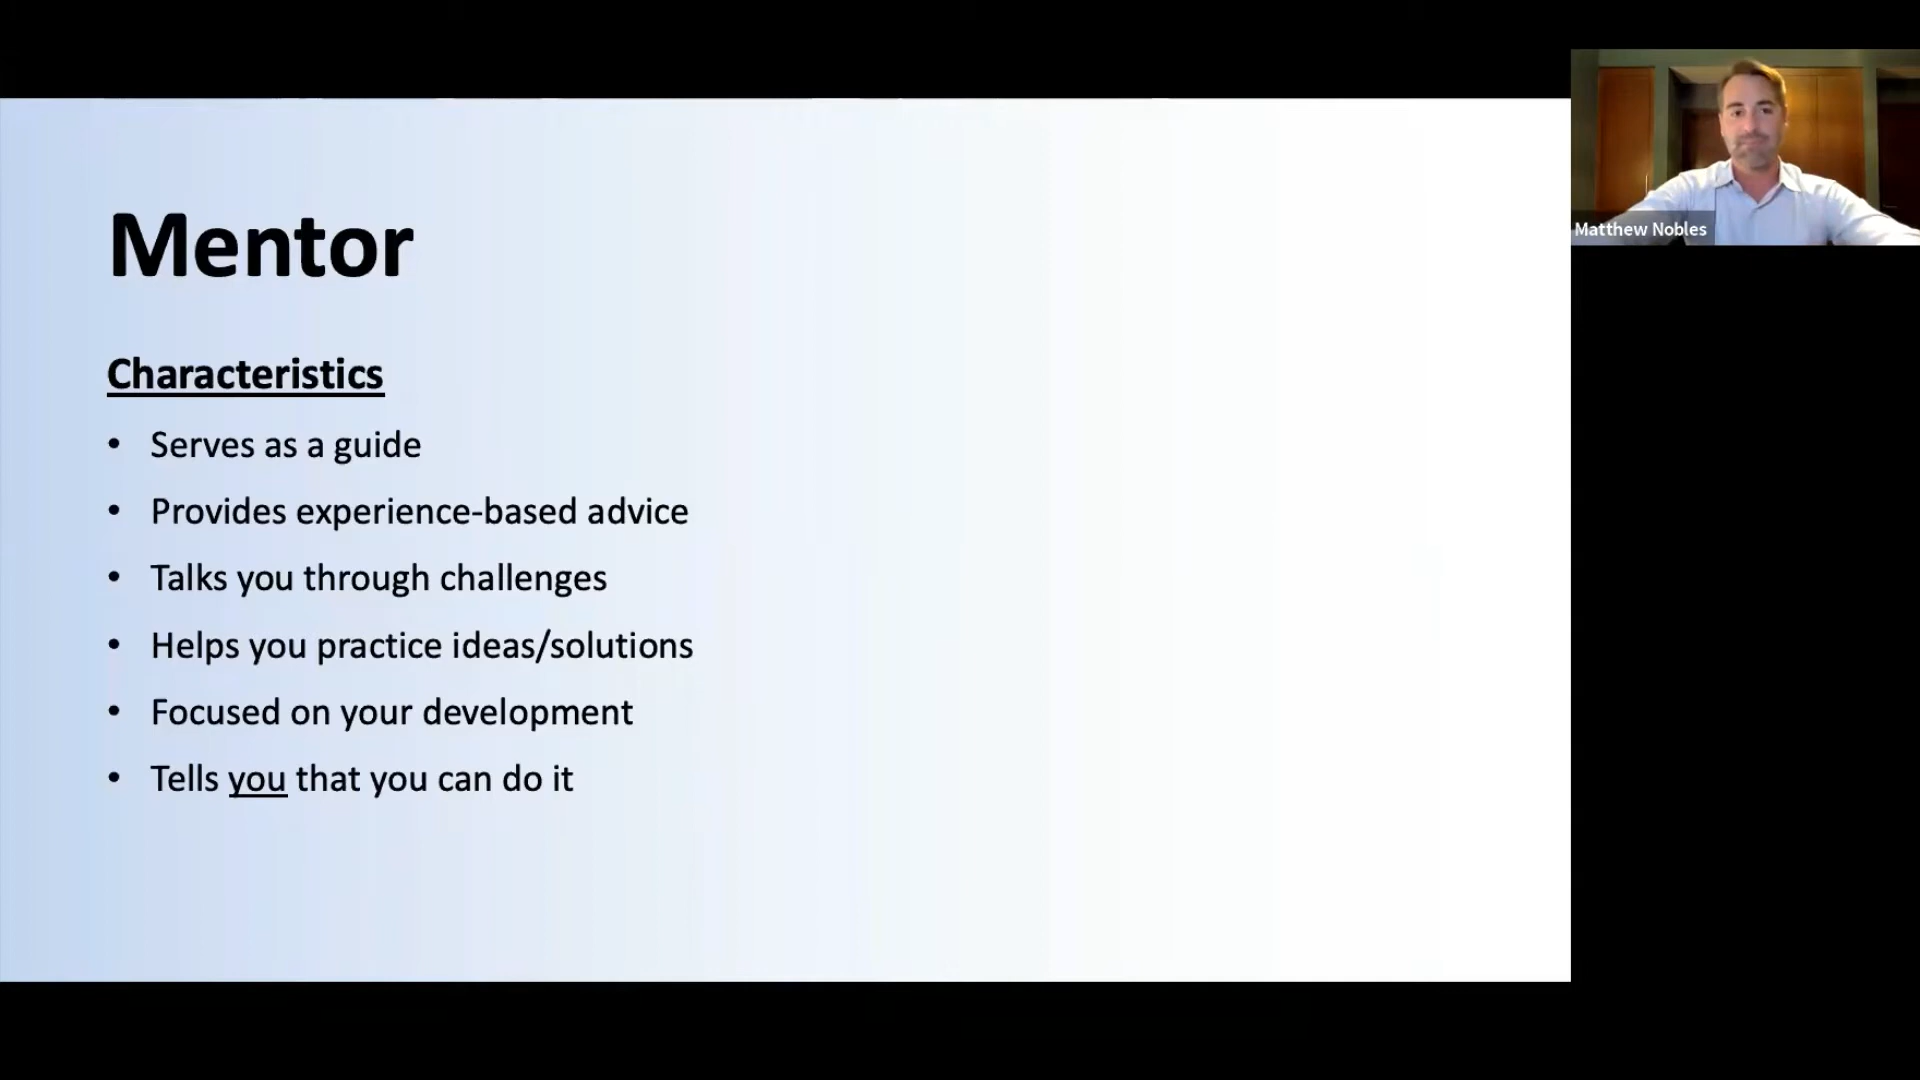 Mentor
Characteristics
• Serves as a guide
• Provides experience-based advice
• Talks you through challenges
• Helps you practice ideas/solutions
• Focused on your development
• Tells you that you can do it
Matthew Nobles